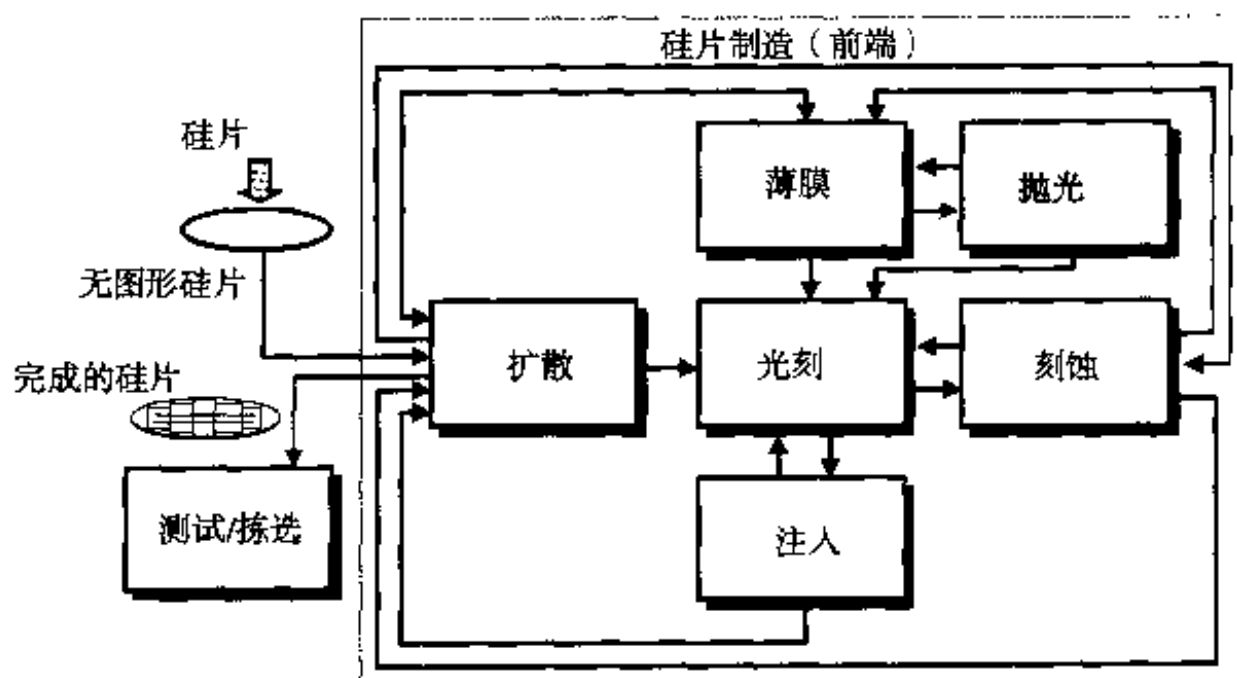 硅片制造（前端）
硅片
薄膜
抛光
无图形硅片
扩散
光刻
刻蚀
完成的硅片
测试/拣选
注入